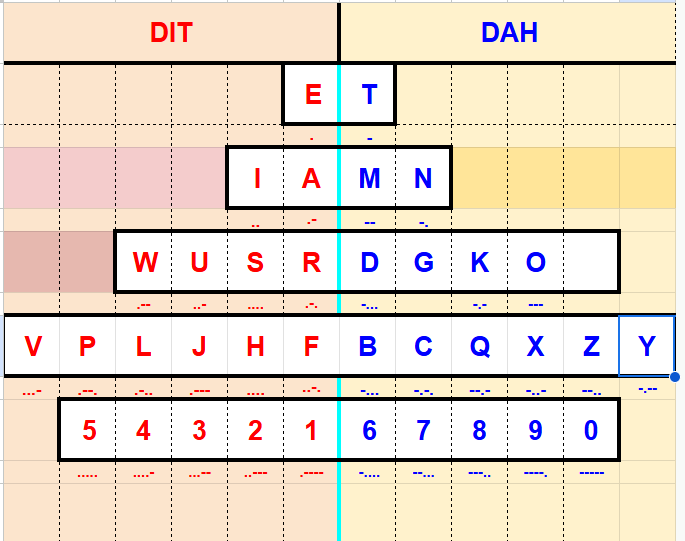 DIT DAH
E T
. -
I A M N
.. .- -- -.
W U S R D G K O
.-- ..- .... .-. -... -.- ---
V P L J H F B C Q X Z Y
...- .--. .-.. .--- .... ..-. -... -.-. --.- -..- --.. -.--
5 4 3 2 1 6 7 8 9 0
..... ....- ...-- ..--- .---- -.... --... ---.. ----. -----